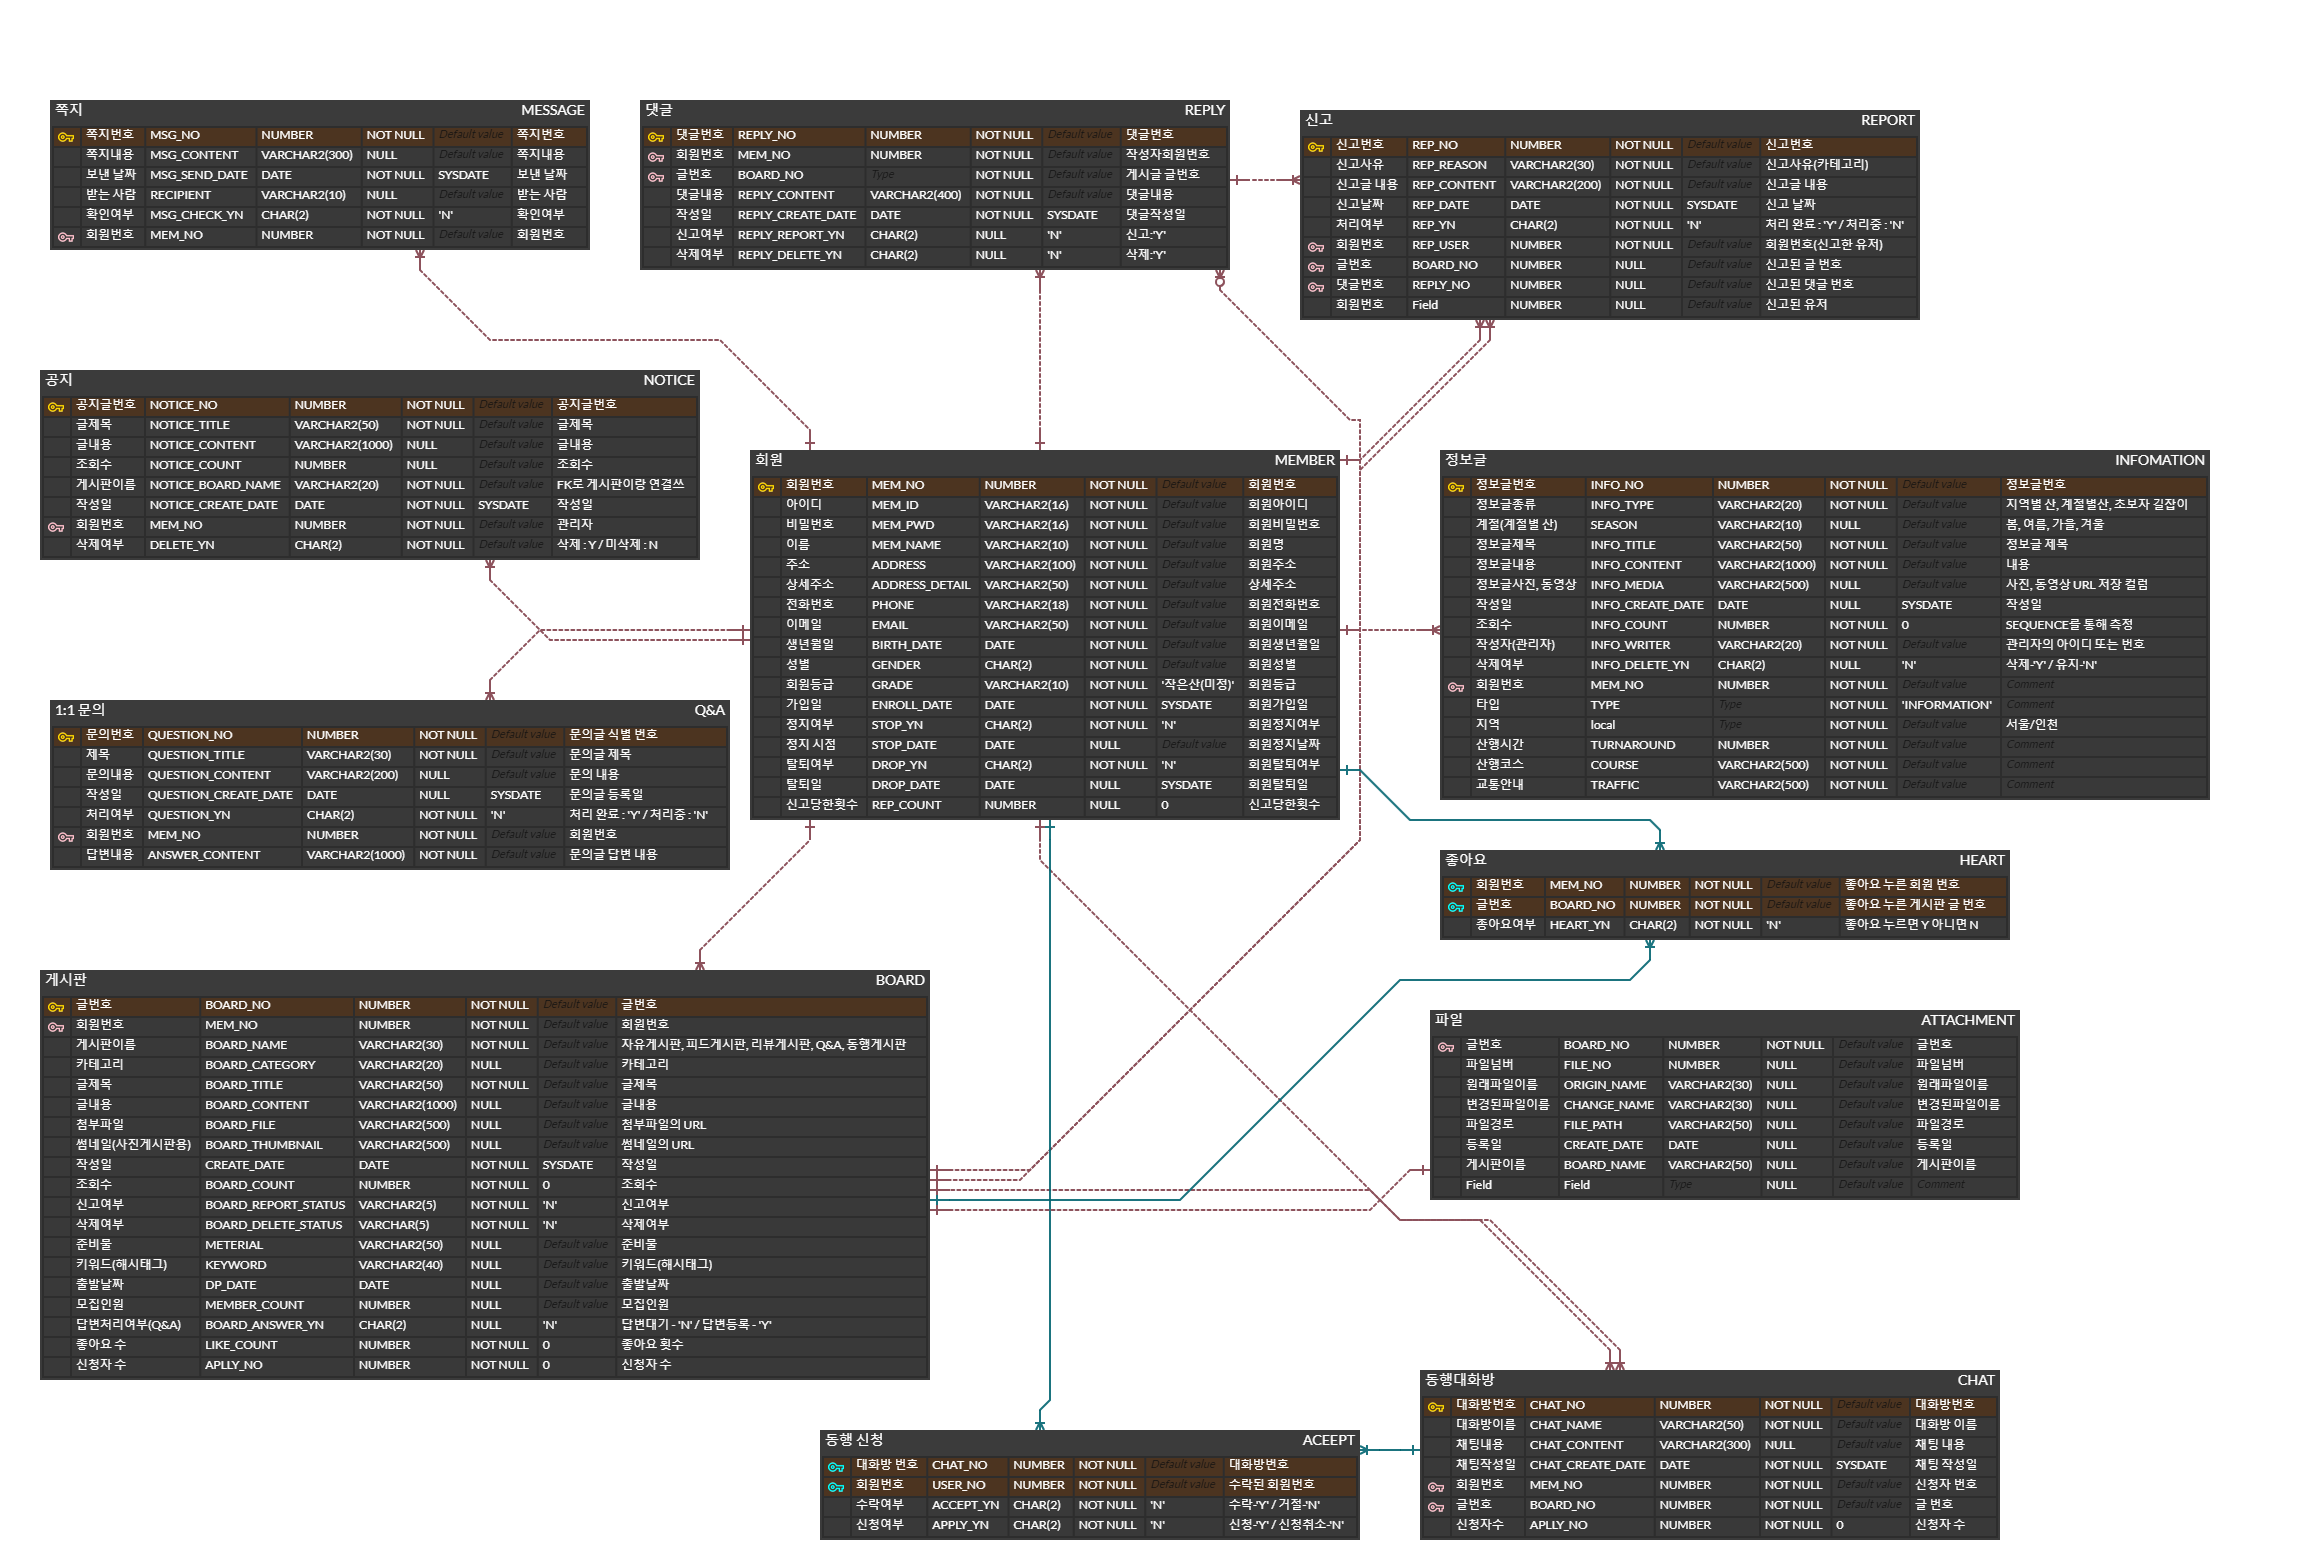 쪽지 MESSAGE
쪽지번호 MSG_NO NUMBER NOT NULL Default value 쪽지번호
쪽지내용 MSG_CONTENT VARCHAR2(300) NULL Default value 쪽지내용
보낸 날짜 MSG_SEND_DATE DATE NOT NULL SYSDATE 보낸 날짜
받는 사람 RECIPIENT VARCHAR2(10) NULL Default value 받는 사람
확인여부 MSG_CHECK_YN CHAR(2) NOT NULL 'N' 확인여부
회원번호 MEM_NO NUMBER NOT NULL Default value 회원번호
댓글 REPLY
댓글번호 REPLY_NO NUMBER NOT NULL Default value 댓글번호
회원번호 MEM_NO NUMBER NOT NULL Default value 작성자회원번호
글번호 BOARD_NO Type NOT NULL Default value 게시글 글번호
댓글내용 REPLY_CONTENT VARCHAR2(400) NOT NULL Default value 댓글내용
작성일 REPLY_CREATE_DATE DATE NOT NULL SYSDATE 댓글작성일
신고여부 REPLY_REPORT_YN CHAR(2) NULL 'N' 신고:'Y'
삭제여부 REPLY_DELETE_YN CHAR(2) NULL 'N' 삭제:'Y'
신고 REPORT
신고번호 REP_NO NUMBER NOT NULL Default value 신고번호
신고사유 REP_REASON VARCHAR2(30) NOT NULL Default value 신고사유(카테고리)
신고글 내용 REP_CONTENT VARCHAR2(200) NOT NULL Default value 신고글 내용
신고날짜 REP_DATE DATE NOT NULL SYSDATE 신고 날짜
처리여부 REP_YN CHAR(2) NOT NULL 'N' 처리 완료 : 'Y' / 처리중 : 'N'
회원번호 REP_USER NUMBER NOT NULL Default value 회원번호(신고한 유저)
글번호 BOARD_NO NUMBER NULL Default value 신고된 글 번호
댓글번호 REPLY_NO NUMBER NULL Default value 신고된 댓글 번호
회원번호 Field NUMBER NULL Default value 신고된 유저
공지 NOTICE
공지글번호 NOTICE_NO NUMBER NOT NULL Default value 공지글번호
글제목 NOTICE_TITLE VARCHAR2(50) NOT NULL Default value 글제목
글내용 NOTICE_CONTENT VARCHAR2(1000) NULL Default value 글내용
조회수 NOTICE_COUNT NUMBER NULL Default value 조회수
게시판이름 NOTICE_BOARD_NAME VARCHAR2(20) NOT NULL Default value FK로 게시판이랑 연결쓰
작성일 NOTICE_CREATE_DATE DATE NOT NULL SYSDATE 작성일
회원번호 MEM_NO NUMBER NOT NULL Default value 관리자
삭제여부 DELETE_YN CHAR(2) NOT NULL Default value 삭제 : Y / 미삭제 : N
회원 MEMBER
회원번호 MEM_NO NUMBER NOT NULL Default value 회원번호
아이디 MEM_ID VARCHAR2(16) NOT NULL Default value 회원아이디
비밀번호 MEM_PWD VARCHAR2(16) NOT NULL Default value 회원비밀번호
이름 MEM_NAME VARCHAR2(10) NOT NULL Default value 회원명
주소 ADDRESS VARCHAR2(100) NOT NULL Default value 회원주소
상세주소 ADDRESS_DETAIL VARCHAR2(50) NOT NULL Default value 상세주소
전화번호 PHONE VARCHAR2(18) NOT NULL Default value 회원전화번호
이메일 EMAIL VARCHAR2(50) NOT NULL Default value 회원이메일
생년월일 BIRTH_DATE DATE NOT NULL Default value 회원생년월일
성별 GENDER CHAR(2) NOT NULL Default value 회원성별
회원등급 GRADE VARCHAR2(10) NOT NULL '작은산(미정)' 회원등급
가입일 ENROLL_DATE DATE NOT NULL SYSDATE 회원가입일
정지여부 STOP_YN CHAR(2) NOT NULL 'N' 회원정지여부
정지 시점 STOP_DATE DATE NULL Default value 회원정지날짜
탈퇴여부 DROP_YN CHAR(2) NOT NULL 'N' 회원탈퇴여부
탈퇴일 DROP_DATE DATE NULL SYSDATE 회원탈퇴일
신고당한횟수 REP_COUNT NUMBER NULL 0 신고당한횟수
정보글 INFOMATION
정보글번호 INFO_NO NUMBER NOT NULL Default value 정보글번호
정보글종류 INFO_TYPE VARCHAR2(20) NOT NULL Default value 지역별 산, 계절별산, 초보자 길잡이
계절(계절별 산) SEASON VARCHAR2(10) NULL Default value 봄, 여름, 가을, 겨울
정보글제목 INFO_TITLE VARCHAR2(50) NOT NULL Default value 정보글 제목
정보글내용 INFO_CONTENT VARCHAR2(1000) NOT NULL Default value 내용
정보글사진, 동영상 INFO_MEDIA VARCHAR2(500) NULL Default value 사진, 동영상 URL 저장 컬럼
작성일 INFO_CREATE_DATE DATE NULL SYSDATE 작성일
조회수 INFO_COUNT NUMBER NOT NULL 0 SEQUENCE를 통해 측정
작성자(관리자) INFO_WRITER VARCHAR2(20) NOT NULL Default value 관리자의 아이디 또는 번호
삭제여부 INFO_DELETE_YN CHAR(2) NULL 'N' 삭제-'Y' / 유지-'N'
회원번호 MEM_NO NUMBER NOT NULL Default value Comment
타입 TYPE Type NOT NULL 'INFORMATION' Comment
지역 local Type NOT NULL Default value 서울/인천
산행시간 TURNAROUND NUMBER NOT NULL Default value Comment
산행코스 COURSE VARCHAR2(500) NOT NULL Default value Comment
교통안내 TRAFFIC VARCHAR2(500) NOT NULL Default value Comment
1:1 문의 Q&A
문의번호 QUESTION_NO NUMBER NOT NULL Default value 문의글 식별 번호
제목 QUESTION_TITLE VARCHAR2(30) NOT NULL Default value 문의글 제목
문의내용 QUESTION_CONTENT VARCHAR2(200) NULL Default value 문의 내용
작성일 QUESTION_CREATE_DATE DATE NULL SYSDATE 문의글 등록일
처리여부 QUESTION_YN CHAR(2) NOT NULL 'N' 처리 완료 : 'Y' / 처리중 : 'N'
회원번호 MEM_NO NUMBER NOT NULL Default value 회원번호
답변내용 ANSWER_CONTENT VARCHAR2(1000) NOT NULL Default value 문의글 답변 내용
좋아요 HEART
회원번호 MEM_NO NUMBER NOT NULL Default value 좋아요 누른 회원 번호
글번호 BOARD_NO NUMBER NOT NULL Default value 좋아요 누른 게시판 글 번호
좋아요여부 HEART_YN CHAR(2) NOT NULL 'N' 좋아요 누르면 Y 아니면 N
게시판 BOARD
글번호 BOARD_NO NUMBER NOT NULL Default value 글번호
회원번호 MEM_NO NUMBER NOT NULL Default value 회원번호
게시판이름 BOARD_NAME VARCHAR2(30) NOT NULL Default value 자유게시판, 피드게시판, 리뷰게시판, Q&A, 동행게시판
카테고리 BOARD_CATEGORY VARCHAR2(20) NULL Default value 카테고리
글제목 BOARD_TITLE VARCHAR2(50) NOT NULL Default value 글제목
글내용 BOARD_CONTENT VARCHAR2(1000) NULL Default value 글내용
첨부파일 BOARD_FILE VARCHAR2(500) NULL Default value 첨부파일의 URL
썸네일(사진게시판용) BOARD_THUMBNAIL VARCHAR2(500) NULL Default value 썸네일의 URL
작성일 CREATE_DATE DATE NOT NULL SYSDATE 작성일
조회수 BOARD_COUNT NUMBER NOT NULL 0 조회수
신고여부 BOARD_REPORT_STATUS VARCHAR2(5) NOT NULL 'N' 신고여부
삭제여부 BOARD_DELETE_STATUS VARCHAR(5) NOT NULL 'N' 삭제여부
준비물 METERIAL VARCHAR2(50) NULL Default value 준비물
키워드(해시태그) KEYWORD VARCHAR2(40) NULL Default value 키워드(해시태그)
출발날짜 DP_DATE DATE NULL Default value 출발날짜
모집인원 MEMBER_COUNT NUMBER NULL Default value 모집인원
답변처리여부(Q&A) BOARD_ANSWER_YN CHAR(2) NULL 'N' 답변대기 - 'N' / 답변등록 - 'Y'
좋아요 수 LIKE_COUNT NUMBER NOT NULL 0 좋아요 횟수
신청자 수 APLLY_NO NUMBER NOT NULL 0 신청자 수
파일 ATTACHMENT
글번호 BOARD_NO NUMBER NOT NULL Default value 글번호
파일넘버 FILE_NO NUMBER NULL Default value 파일넘버
원래파일이름 ORIGIN_NAME VARCHAR2(30) NULL Default value 원래파일이름
변경된파일이름 CHANGE_NAME VARCHAR2(30) NULL Default value 변경된파일이름
파일경로 FILE_PATH VARCHAR2(50) NULL Default value 파일경로
등록일 CREATE_DATE DATE NULL Default value 등록일
게시판이름 BOARD_NAME VARCHAR2(50) NULL Default value 게시판이름
Field Field Type NULL Default value Comment
동행 신청 ACEEPT
대화방 번호 CHAT_NO NUMBER NOT NULL Default value 대화방번호
회원번호 USER_NO NUMBER NOT NULL Default value 수락된 회원번호
수락여부 ACCEPT_YN CHAR(2) NOT NULL 'N' 수락-'Y' / 거절-'N'
신청여부 APPLY_YN CHAR(2) NOT NULL 'N' 신청-'Y' / 신청취소-'N'
동행대화방 CHAT
대화방번호 CHAT_NO NUMBER NOT NULL Default value 대화방번호
대화방이름 CHAT_NAME VARCHAR2(50) NOT NULL Default value 대화방 이름
채팅내용 CHAT_CONTENT VARCHAR2(300) NULL Default value 채팅 내용
채팅작성일 CHAT_CREATE_DATE DATE NOT NULL SYSDATE 채팅 작성일
회원번호 MEM_NO NUMBER NOT NULL Default value 신청자 번호
글번호 BOARD_NO NUMBER NOT NULL Default value 글 번호
신청자수 APLLY_NO NUMBER NOT NULL 0 신청자 수